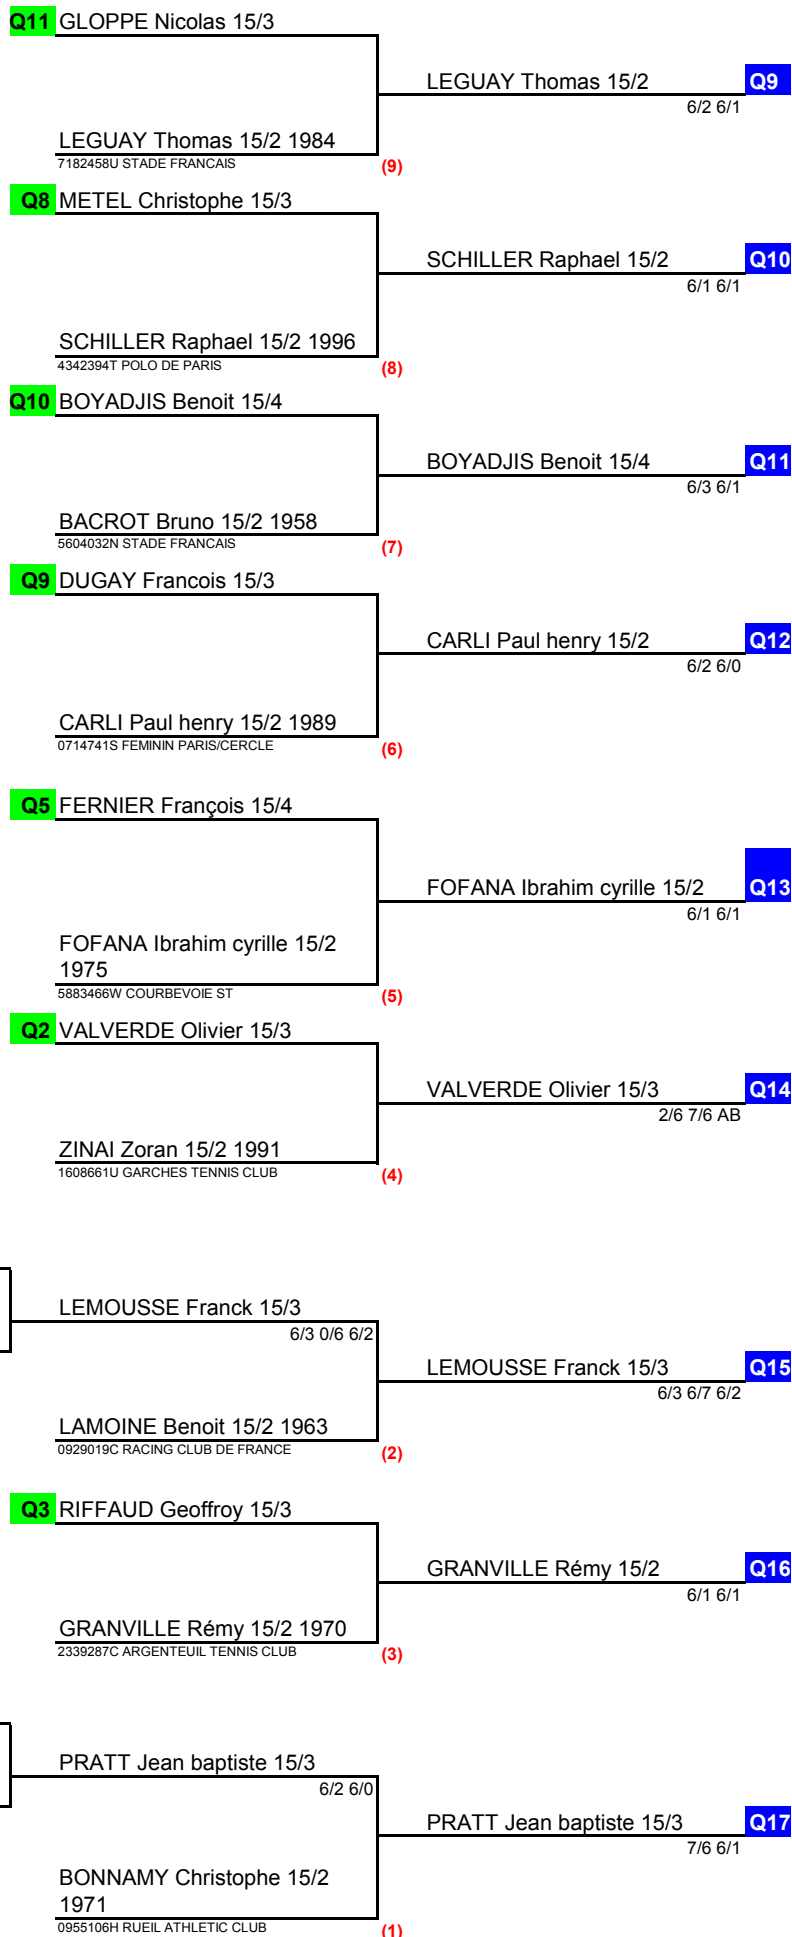 Q11 GLOPPE Nicolas 15/3
LEGUAY Thomas 15/2 Q9
6/2 6/1
LEGUAY Thomas 15/2 1984
7182458U STADE FRANCAIS
(9)
Q8 METEL Christophe 15/3
SCHILLER Raphael 15/2 Q10
6/1 6/1
SCHILLER Raphael 15/2 1996
4342394T POLO DE PARIS
(8)
Q10 BOYADJIS Benoit 15/4
BOYADJIS Benoit 15/4 Q11
6/3 6/1
BACROT Bruno 15/2 1958
5604032N STADE FRANCAIS
(7)
Q9 DUGAY Francois 15/3
CARLI Paul henry 15/2 Q12
6/2 6/0
CARLI Paul henry 15/2 1989
0714741S FEMININ PARIS/CERCLE
(6)
Q5 FERNIER François 15/4
FOFANA Ibrahim cyrille 15/2 Q13
6/1 6/1
FOFANA Ibrahim cyrille 15/2
1975
5883466W COURBEVOIE ST
(5)
Q2 VALVERDE Olivier 15/3
VALVERDE Olivier 15/3 Q14
2/6 7/6 AB
ZINAI Zoran 15/2 1991
1608661U GARCHES TENNIS CLUB
(4)
LEMOUSSE Franck 15/3
6/3 0/6 6/2
LEMOUSSE Franck 15/3 Q15
6/3 6/7 6/2
LAMOINE Benoit 15/2 1963
0929019C RACING CLUB DE FRANCE
(2)
Q3 RIFFAUD Geoffroy 15/3
GRANVILLE Rémy 15/2 Q16
6/1 6/1
GRANVILLE Rémy 15/2 1970
2339287C ARGENTEUIL TENNIS CLUB
(3)
PRATT Jean baptiste 15/3
6/2 6/0
PRATT Jean baptiste 15/3 Q17
7/6 6/1
BONNAMY Christophe 15/2
1971
0955106H RUEIL ATHLETIC CLUB
(1)